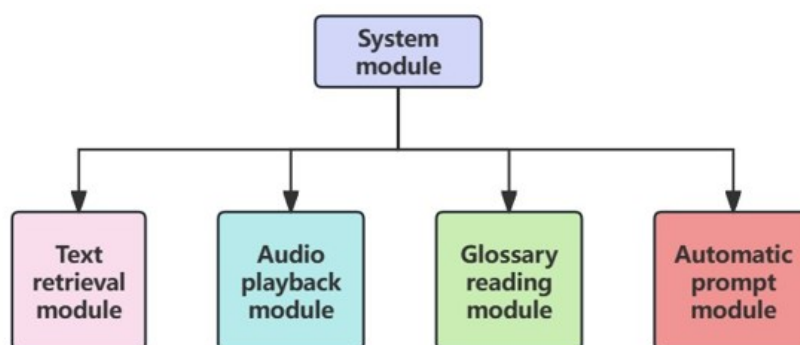 System
module
Text
retrieval
module
Audio
playback
module
Glossary
reading
module
Automatic
prompt
module